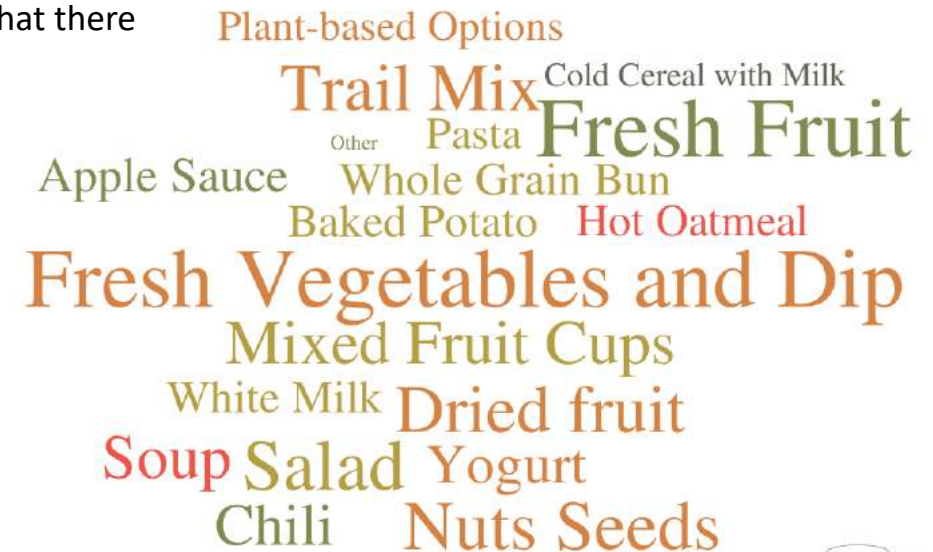 hat there
Plant-based Options
Trail Mix Cold Cereal with Milk
Other Pasta Fresh Fruit
Apple Sauce Whole Grain Bun
Baked Potato Hot Oatmeal
Fresh Vegetables and Dip
Mixed Fruit Cups
White Milk Dried fruit
Soup Salad Yogurt
Chili Nuts Seeds